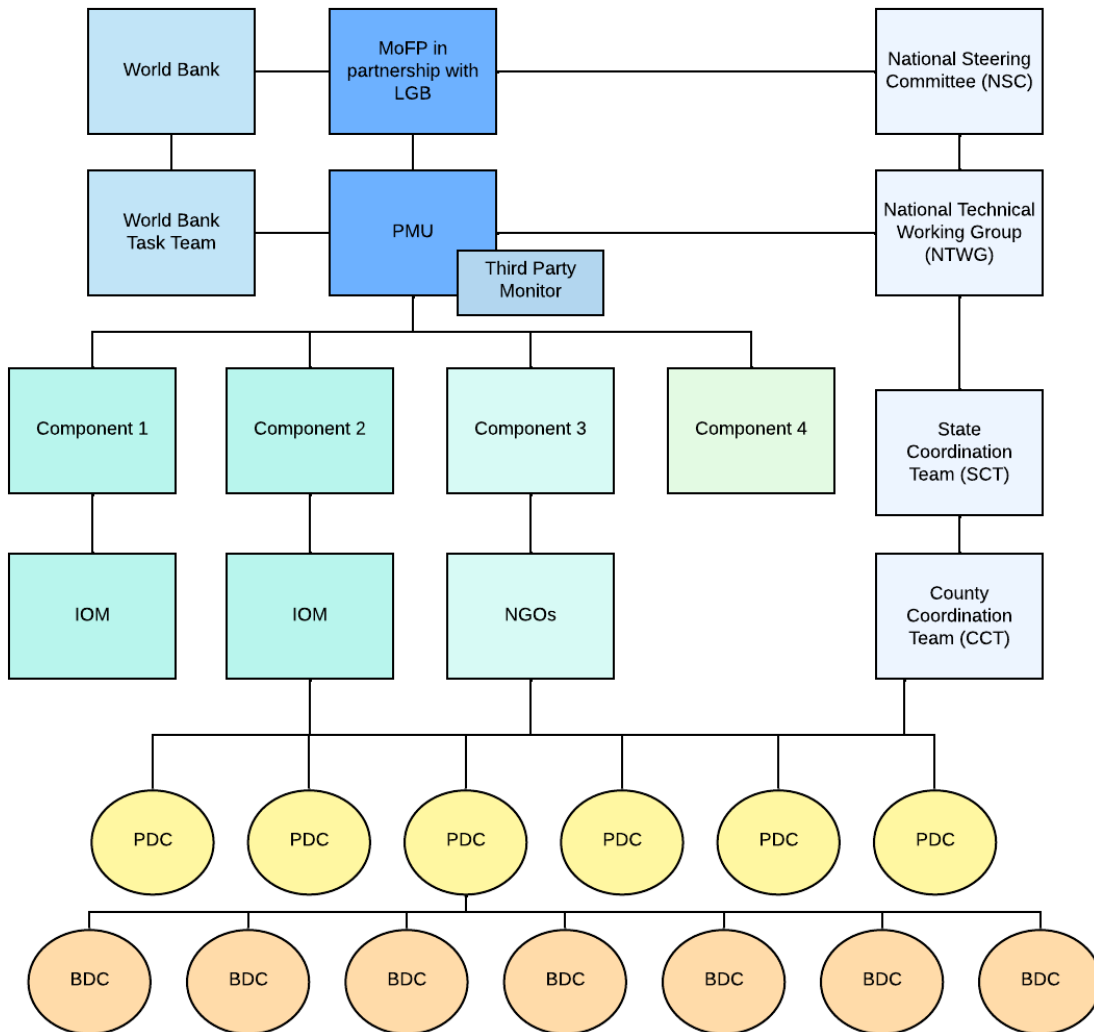 World Bank
MoFP in
partnership with
LGB
National Steering
Committee (NSC)
World Bank
Task Team
PMU
National Technical
Working Group
(NTWG)
Third Party
Monitor
Component 1
Component 2
Component 3
Component 4
State
Coordination
Team (SCT)
IOM
IOM
NGOs
County
Coordination
Team (CCT)
PDC
PDC
PDC
PDC
PDC
PDC
BDC
BDC
BDC
BDC
BDC
BDC
BDC